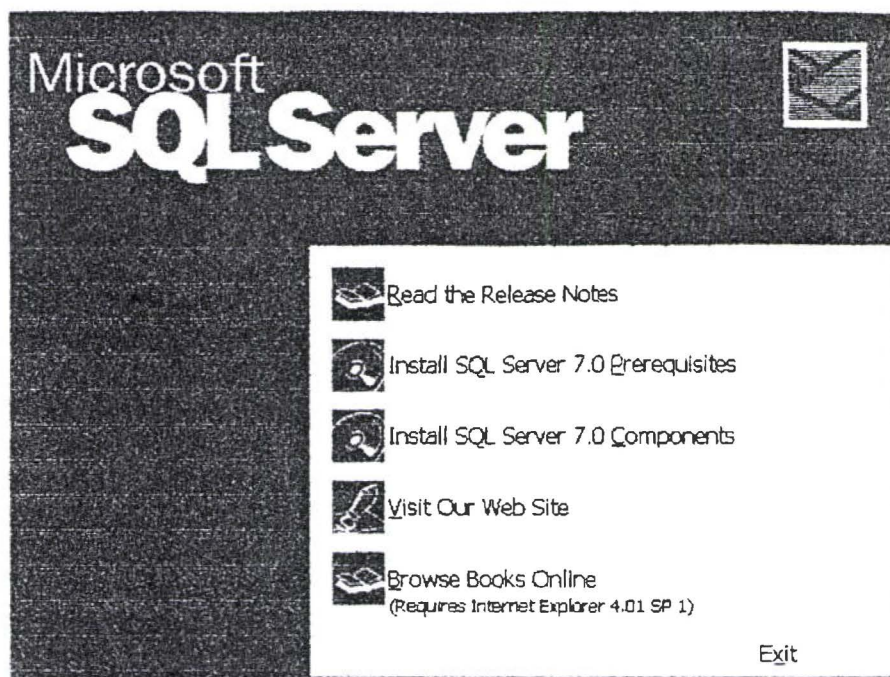 Microsoft
SQL Server
Read the Release Notes
Install SQL Server 7.0 Prerequisites
Install SQL Server 7.0 Components
Visit Our Web Site
Browse Books Online
(Requires Internet Explorer 4.01 SP 1)
Exit